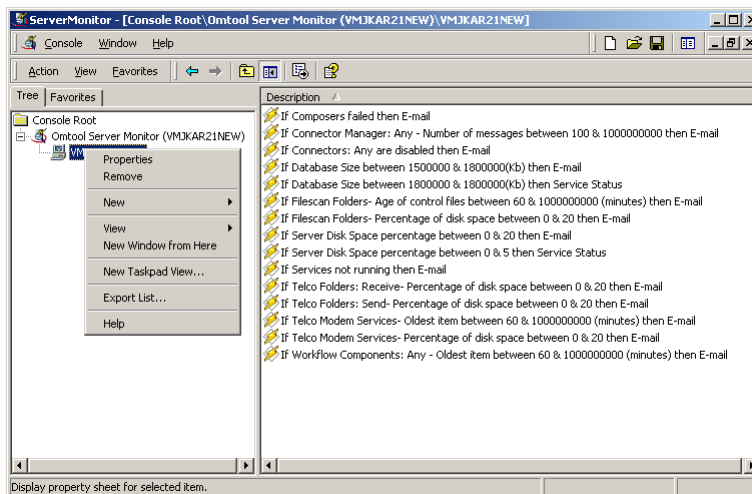 ServerMonitor - [Console Root\Omtool Server Monitor (VMJKAR21NEW)\VMJKAR21NEW]
Console Window Help
Action View Favorites
Tree Favorites
Console Root
Omtool Server Monitor (VMJKAR21NEW)
VM
Properties
Remove
New
View
New Window from Here
New Taskpad View...
Export List...
Help
Description
If Composers failed then E-mail
If Connector Manager: Any - Number of messages between 100 & 1000000000 then E-mail
If Connectors: Any are disabled then E-mail
If Database Size between 1500000 & 1800000(Kb) then E-mail
If Database Size between 1800000 & 1800000(Kb) then Service Status
If Filescan Folders- Age of control files between 60 & 1000000000 (minutes) then E-mail
If Filescan Folders- Percentage of disk space between 0 & 20 then E-mail
If Server Disk Space percentage between 0 & 20 then E-mail
If Server Disk Space percentage between 0 & 5 then Service Status
If Services not running then E-mail
If Telco Folders: Receive- Percentage of disk space between 0 & 20 then E-mail
If Telco Folders: Send- Percentage of disk space between 0 & 20 then E-mail
If Telco Modem Services- Oldest item between 60 & 1000000000 (minutes) then E-mail
If Telco Modem Services- Percentage of disk space between 0 & 20 then E-mail
If Workflow Components: Any - Oldest item between 60 & 1000000000 (minutes) then E-mail
Display property sheet for selected item.